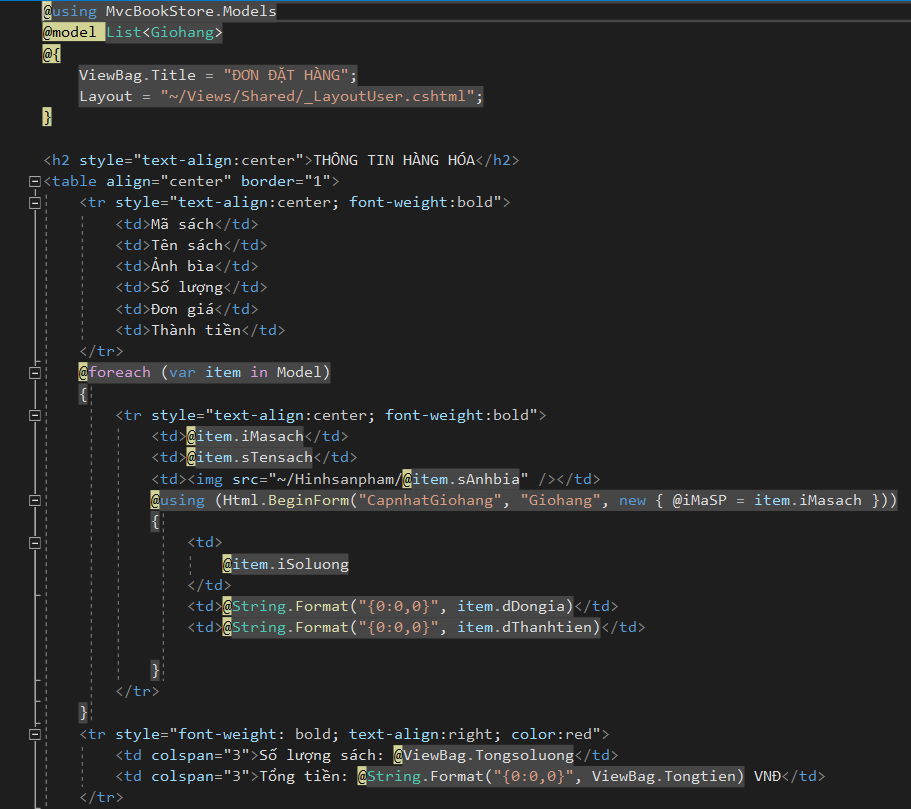 @using MvcBookStore.Models
@model List<Giohang>
@{
ViewBag.Title = "ĐƠN ĐẶT HÀNG";
Layout = "~/Views/Shared/_LayoutUser.cshtml";
}
<h2 style="text-align:center">THÔNG TIN HÀNG HÓA</h2>
<table align="center" border="1">
<tr style="text-align:center; font-weight:bold">
<td>Mã sách</td>
<td>Tên sách</td>
<td>Ảnh bìa</td>
<td>Số lượng</td>
<td>Đơn giá</td>
<td>Thành tiền</td>
</tr>
@foreach (var item in Model)
{
<tr style="text-align:center; font-weight:bold">
<td>@item.iMasach</td>
<td>@item.sTensach</td>
<td><img src="~/Hinhsanpham/@item.sAnhbia" /></td>
@using (Html.BeginForm("CapnhatGiohang", "Giohang", new { @iMaSP = item.iMasach }))
{
<td>
@item.iSoluong
</td>
<td>@String.Format("{0:0,0}", item.dDongia)</td>
<td>@String.Format("{0:0,0}", item.dThanhtien)</td>
}
</tr>
}
<tr style="font-weight: bold; text-align:right; color:red">
<td colspan="3">Số lượng sách: @ViewBag.Tongsoluong</td>
<td colspan="3">Tổng tiền: @String.Format("{0:0,0}", ViewBag.Tongtien) VNĐ</td>
</tr>